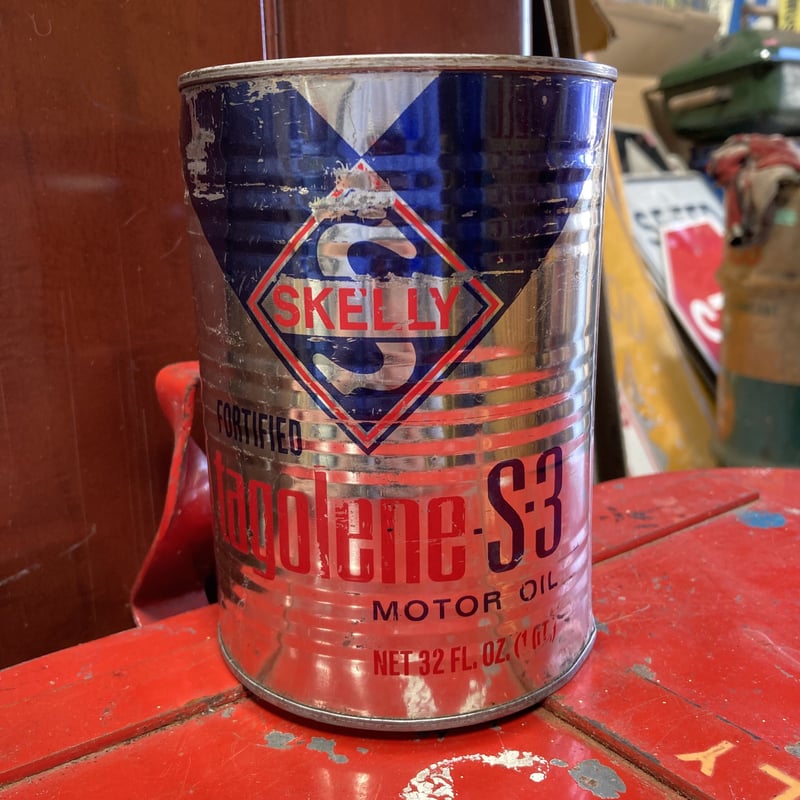 S
SKELLY
FORTIFIED
tagolene-S-3
MOTOR OIL
NET 32 FL. OZ. (1 QT.)